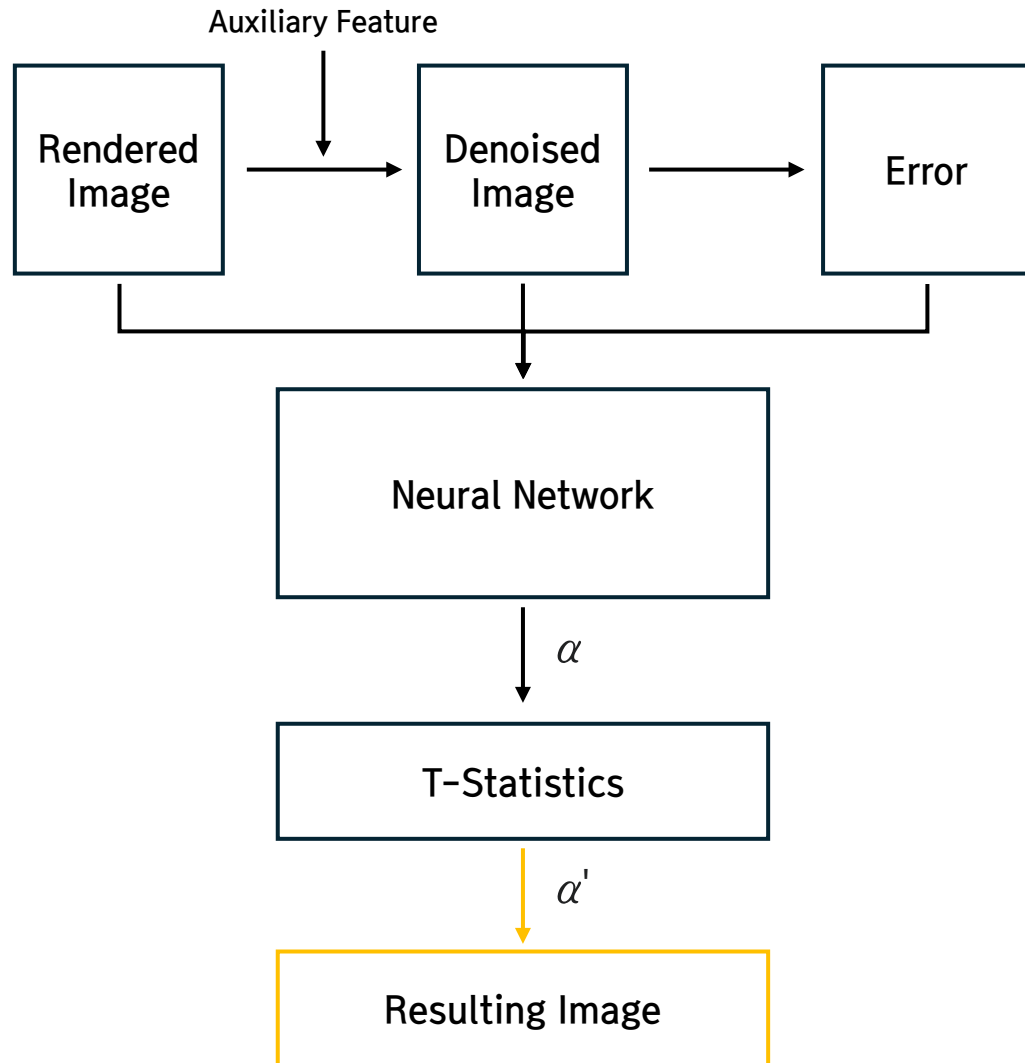 Auxiliary Feature
Rendered
Image
Denoised
Image
Error
Neural Network
α
T-Statistics
α'
Resulting Image